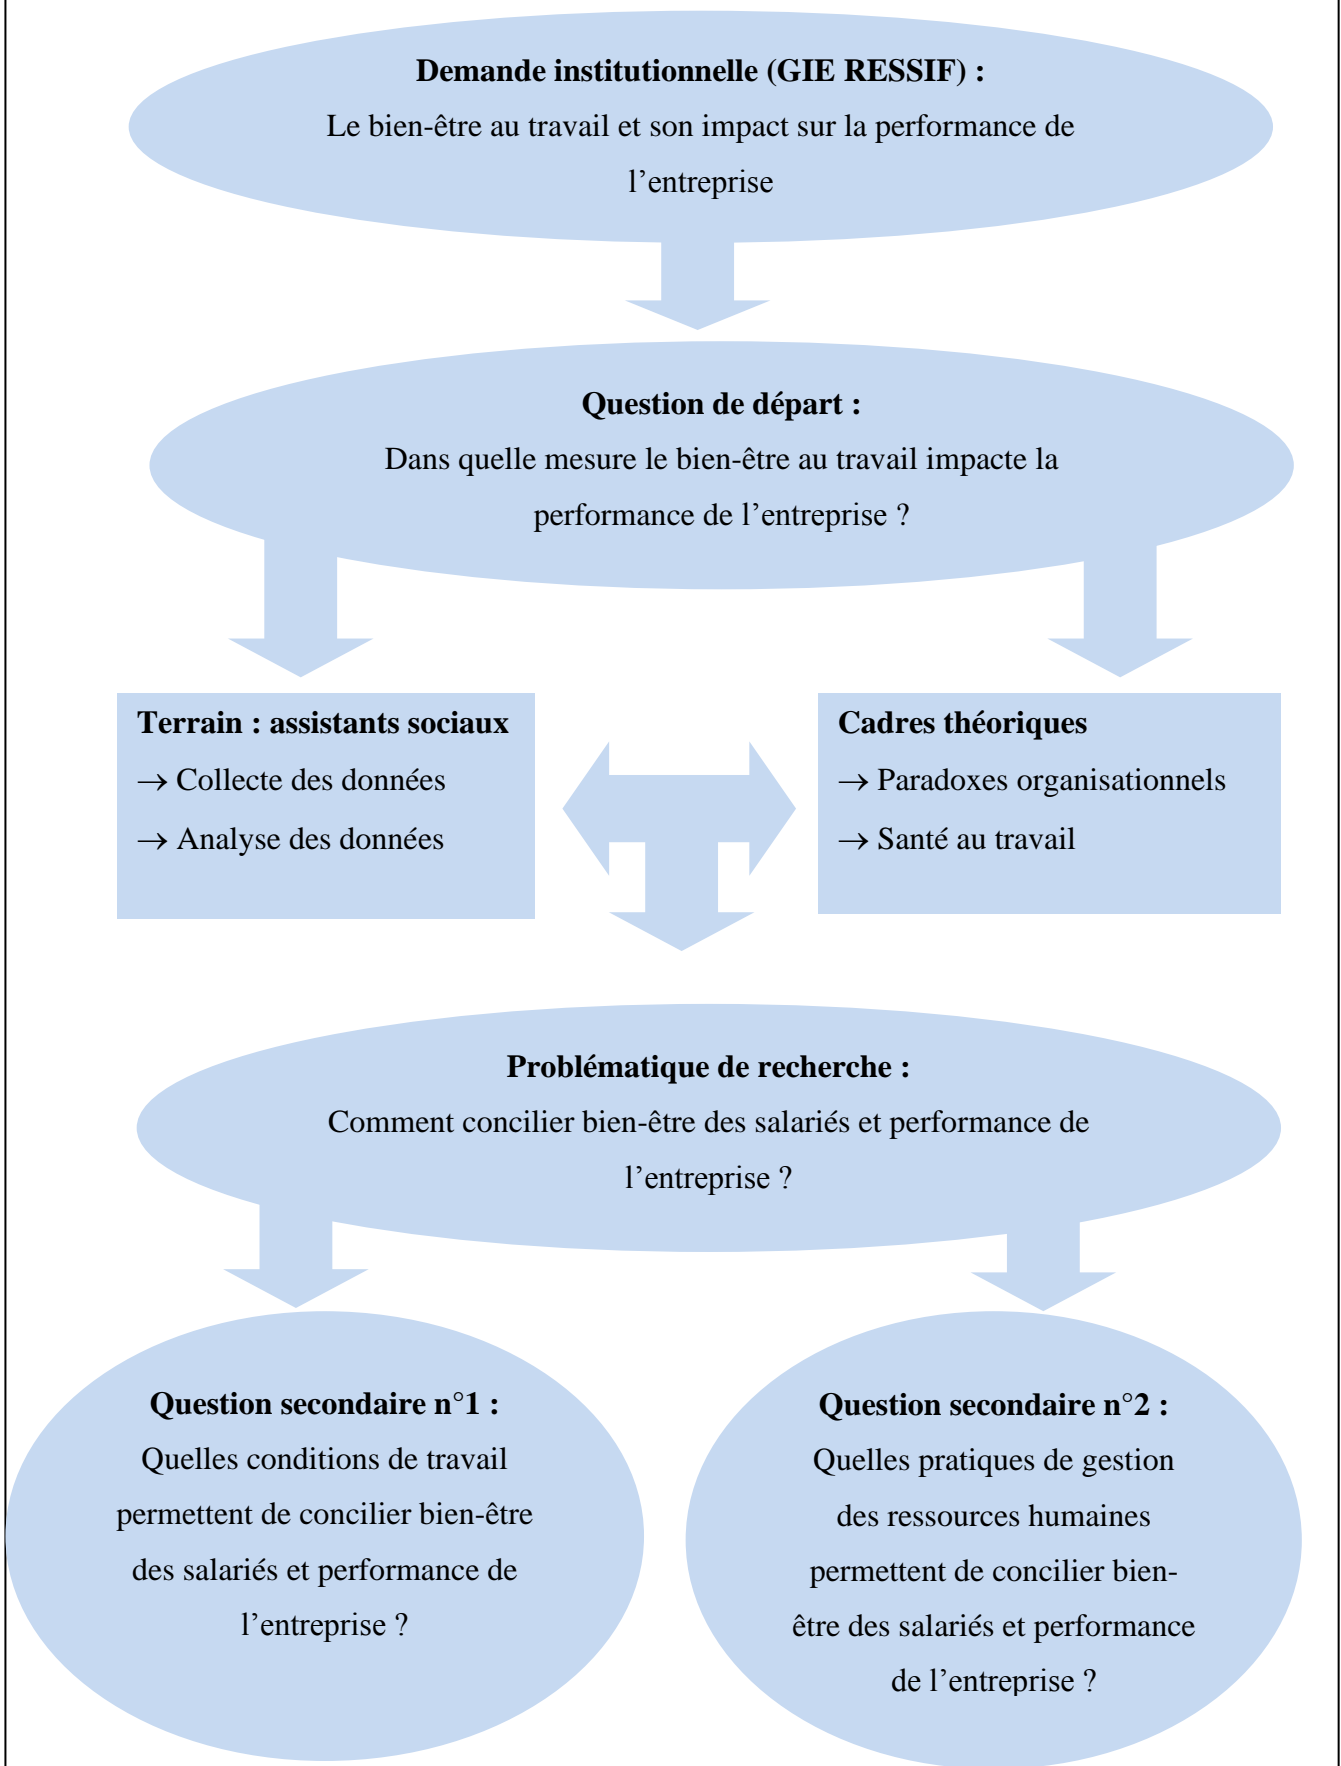 Demande institutionnelle (GIE RESSIF) :
Le bien-être au travail et son impact sur la performance de
l’entreprise
Question de départ :
Dans quelle mesure le bien-être au travail impacte la
performance de l’entreprise ?
Terrain : assistants sociaux
→ Collecte des données
→ Analyse des données
Cadres théoriques
→ Paradoxes organisationnels
→ Santé au travail
Problématique de recherche :
Comment concilier bien-être des salariés et performance de
l’entreprise ?
Question secondaire n°1 :
Quelles conditions de travail
permettent de concilier bien-être
des salariés et performance de
l’entreprise ?
Question secondaire n°2 :
Quelles pratiques de gestion
des ressources humaines
permettent de concilier bien-
être des salariés et performance
de l’entreprise ?